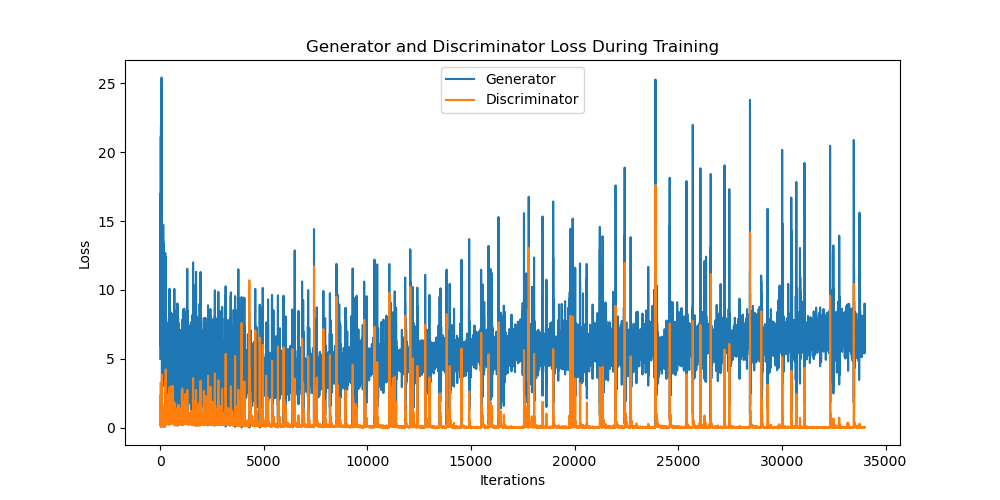 Generator and Discriminator Loss During Training
Generator
Discriminator
Loss
25
20
15
10
5
0
0 5000 10000 15000 20000 25000 30000 35000
Iterations